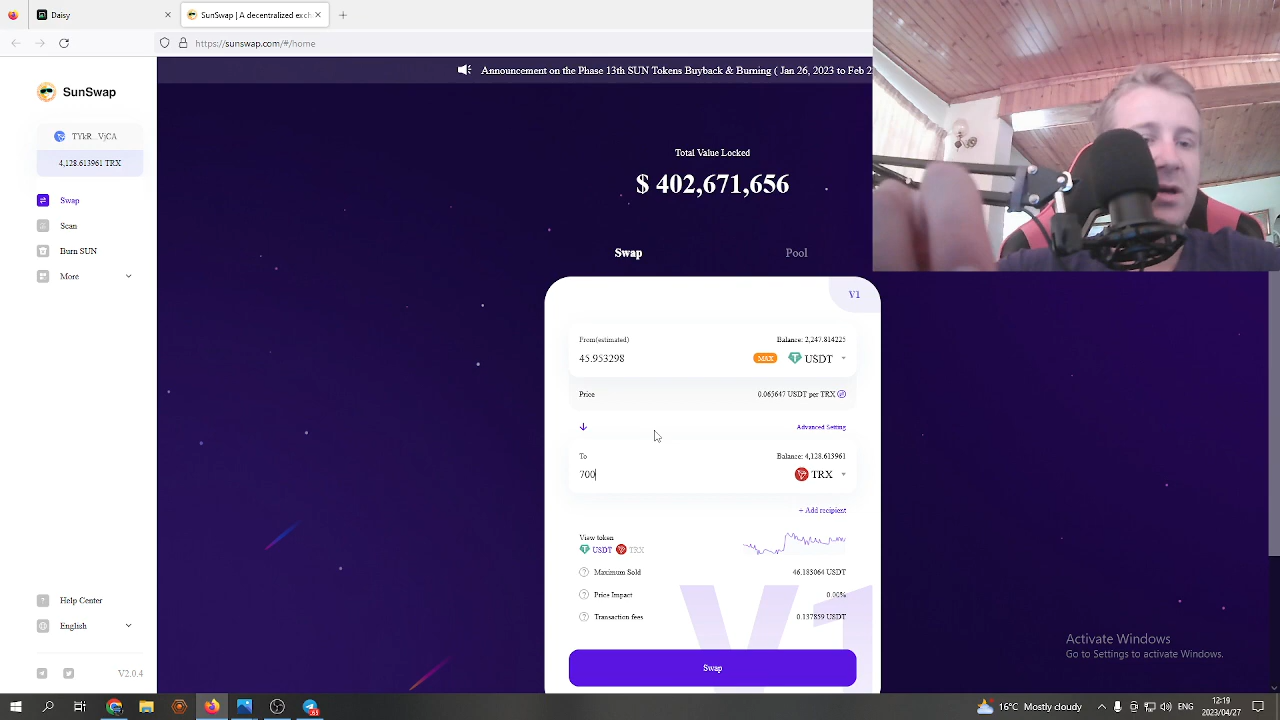 Daisy
SunSwap | A decentralized exch
https://sunswap.com/#/home
Announcement on the Phase 13th SUN Tokens Buyback & Burning ( Jan 26, 2023 to Feb 2
SunSwap
TYkR...VjCA
4,128.613961 TRX
Swap
Scan
Burn SUN
More
Total Value Locked
$ 402,671,656
Swap
Pool
V1
From(estimated)
Balance: 2,247.814225
45.953298
MAX
USDT
Price
0.065647 USDT per TRX
Advanced Setting
To
Balance: 4,128.613961
700
TRX
+ Add recipient
View token
USDT
TRX
Maximum Sold
46.183064 USDT
Price Impact
0.00%
Transaction fees
0.137859 USDT
V1
Swap
Help Center
English
V2.0.4
Activate Windows
Go to Settings to activate Windows.
16°C Mostly cloudy
ENG
12:19
2023/04/27